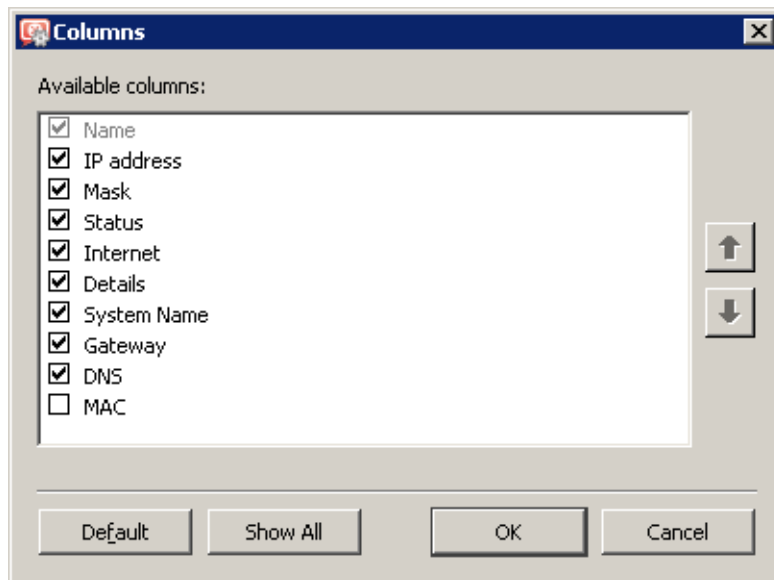 Columns
Available columns:
Name
IP address
Mask
Status
Internet
Details
System Name
Gateway
DNS
MAC
Default
Show All
OK
Cancel